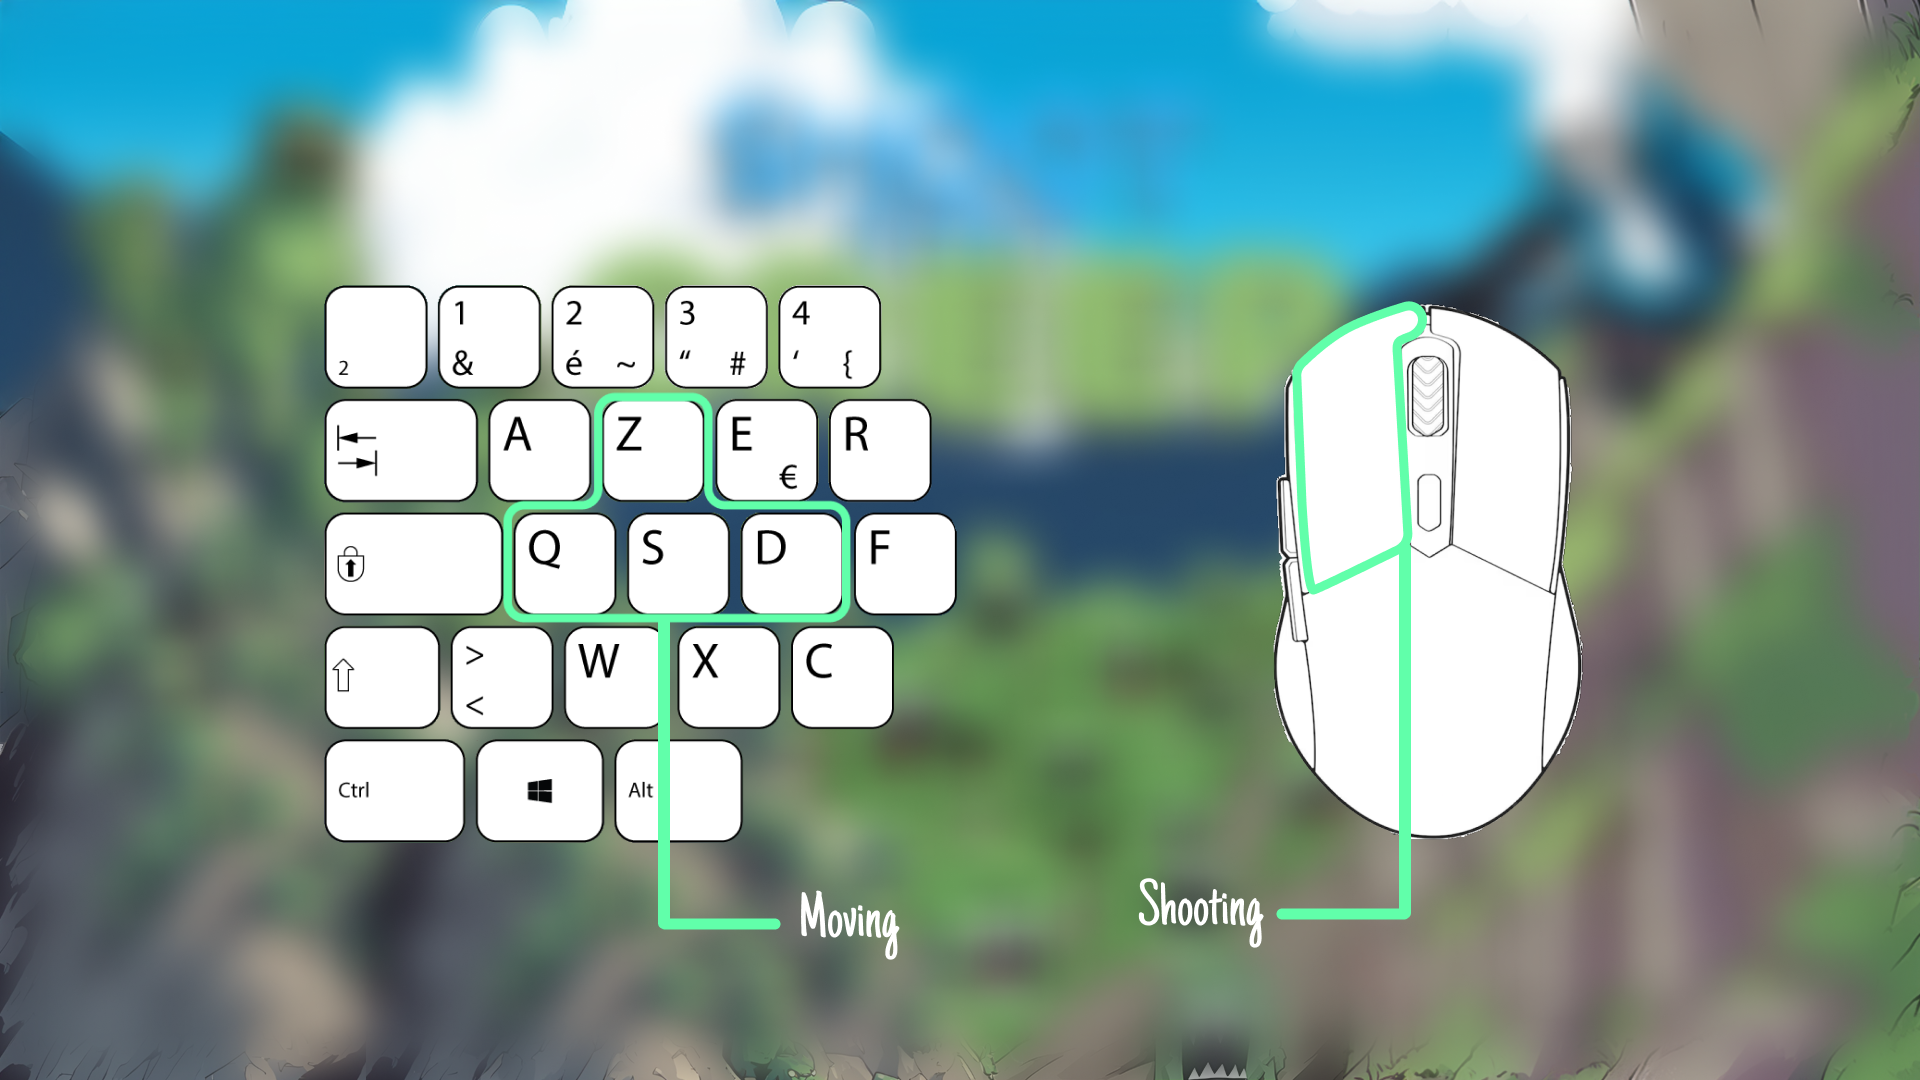 1 2 3 4
2 & é ~ “ # ‘ {
A Z E R
€
Q S D F
> W X C
<
Ctrl Alt
Moving
Shooting